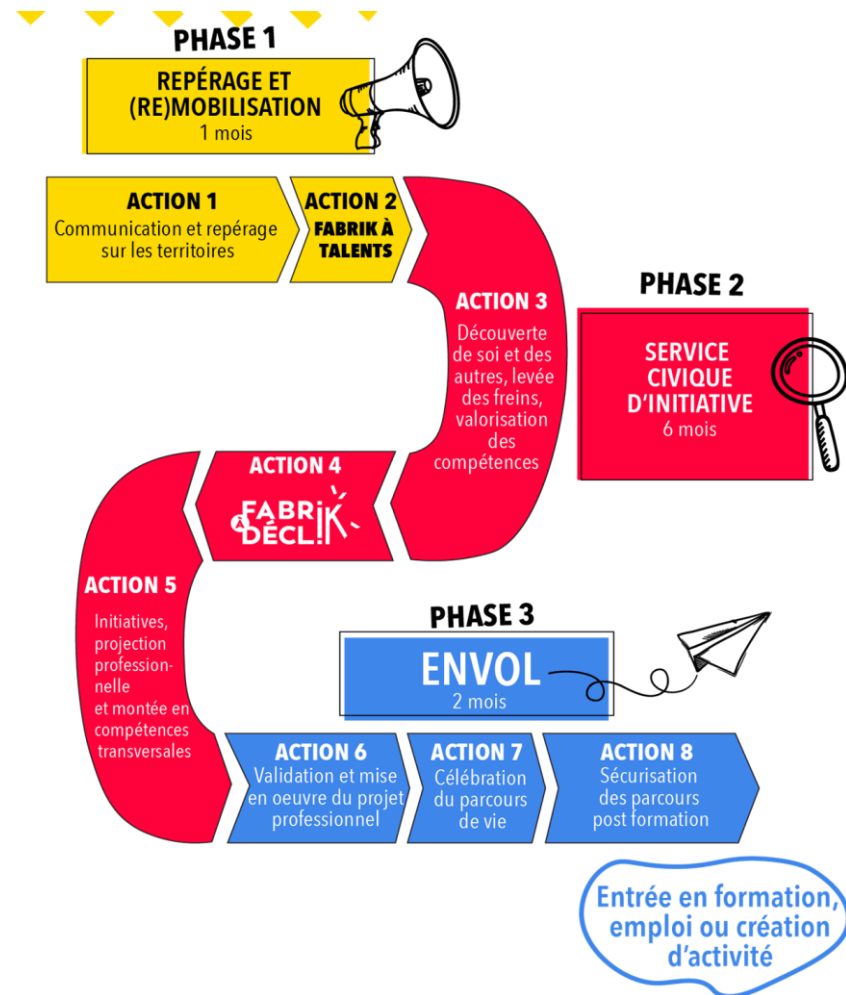 PHASE 1
REPÉRAGE ET
(RE)MOBILISATION
1 mois
ACTION 1
Communication et repérage
sur les territoires
ACTION 2
FABRIK À
TALENTS
ACTION 3
Découverte
de soi et des
autres, levée
des freins,
valorisation
des
compétences
PHASE 2
SERVICE
CIVIQUE
D'INITIATIVE
6 mois
ACTION 4
FABRIK
À DÉCL!K
ACTION 5
Initiatives,
projection
profession-
nelle
et montée en
compétences
transversales
PHASE 3
ENVOL
2 mois
ACTION 6
Validation et mise
en oeuvre du projet
professionnel
ACTION 7
Célébration
du parcours
de vie
ACTION 8
Sécurisation
des parcours
post formation
Entrée en formation,
emploi ou création
d'activité